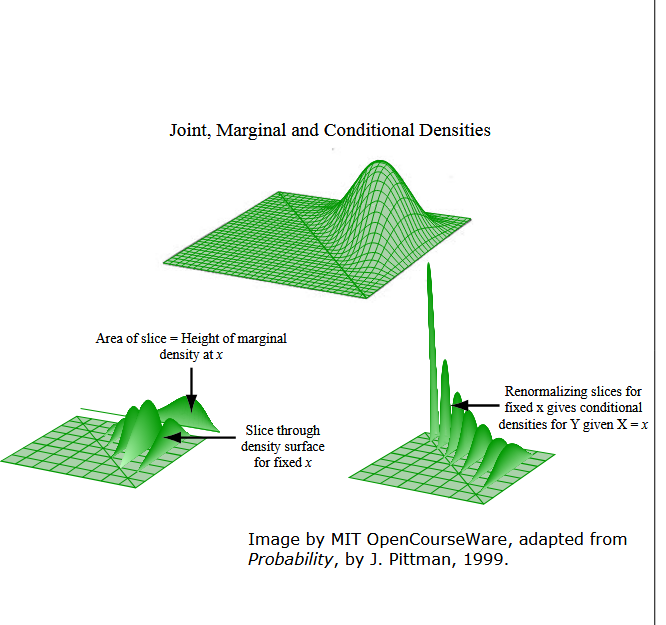 Joint, Marginal and Conditional Densities
Area of slice = Height of marginal
density at x
Slice through
density surface
for fixed x
Renormalizing slices for
fixed x gives conditional
densities for Y given X = x
Image by MIT OpenCourseWare, adapted from
Probability, by J. Pittman, 1999.